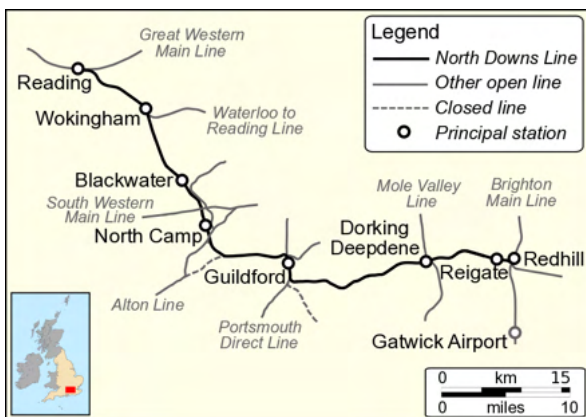 Great Western
Main Line
Reading
Wokingham
Waterloo to
Reading Line
Blackwater
South Western
Main Line
North Camp
Alton Line
Guildford
Portsmouth
Direct Line
Dorking
Deepdene
Mole Valley
Line
Brighton
Main Line
Reigate
Redhill
Gatwick Airport
Legend
North Downs Line
Other open line
Closed line
Principal station
0 km 15
0 miles 10